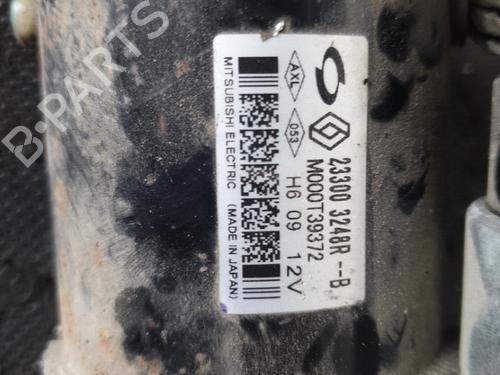 B-PARTS
AXL
053
23300 3248R --B
M000T39372
H6 09 12V
MITSUBISHI ELECTRIC (MADE IN JAPAN)